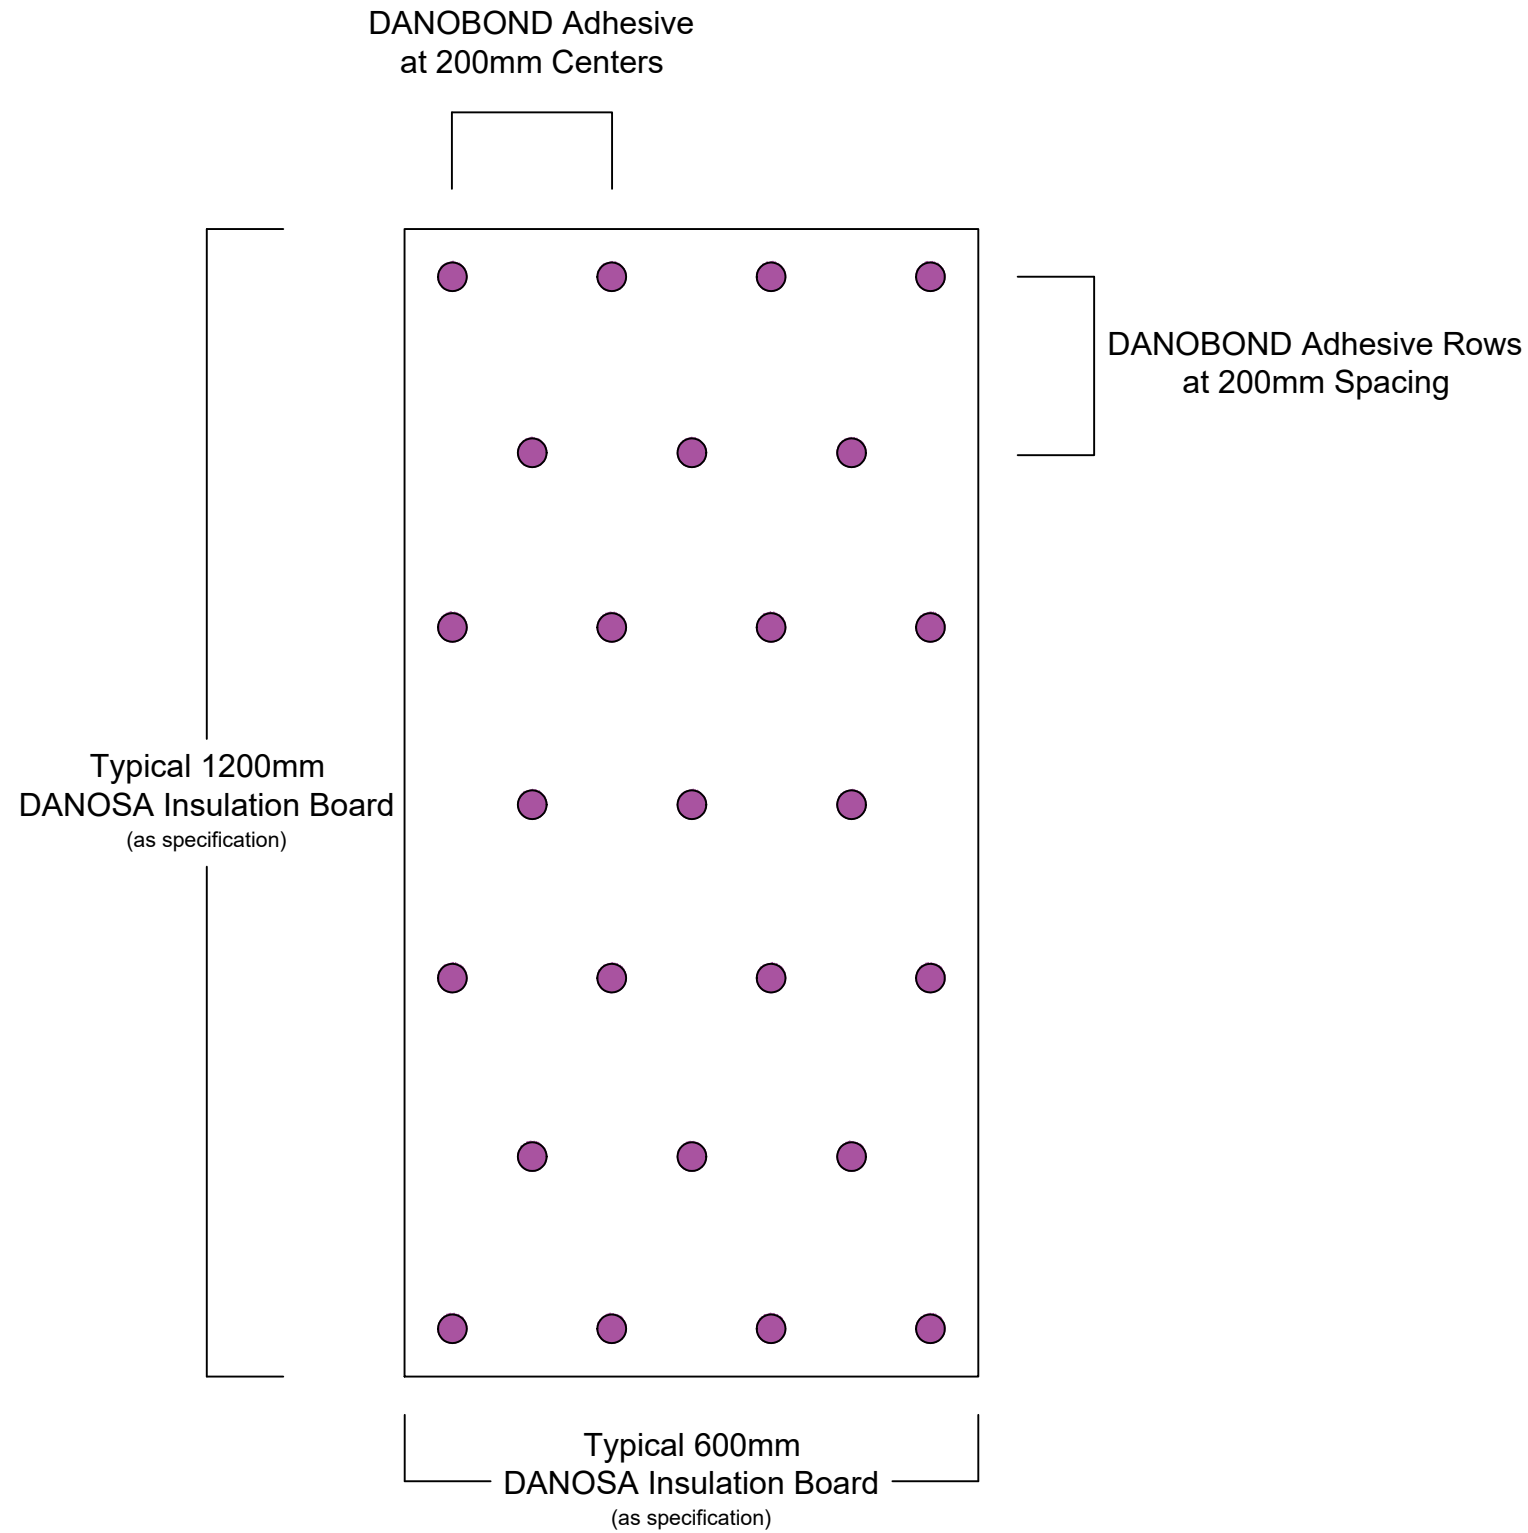 DANOBOND Adhesive
at 200mm Centers
DANOBOND Adhesive Rows
at 200mm Spacing
Typical 1200mm
DANOSA Insulation Board
(as specification)
Typical 600mm
DANOSA Insulation Board
(as specification)